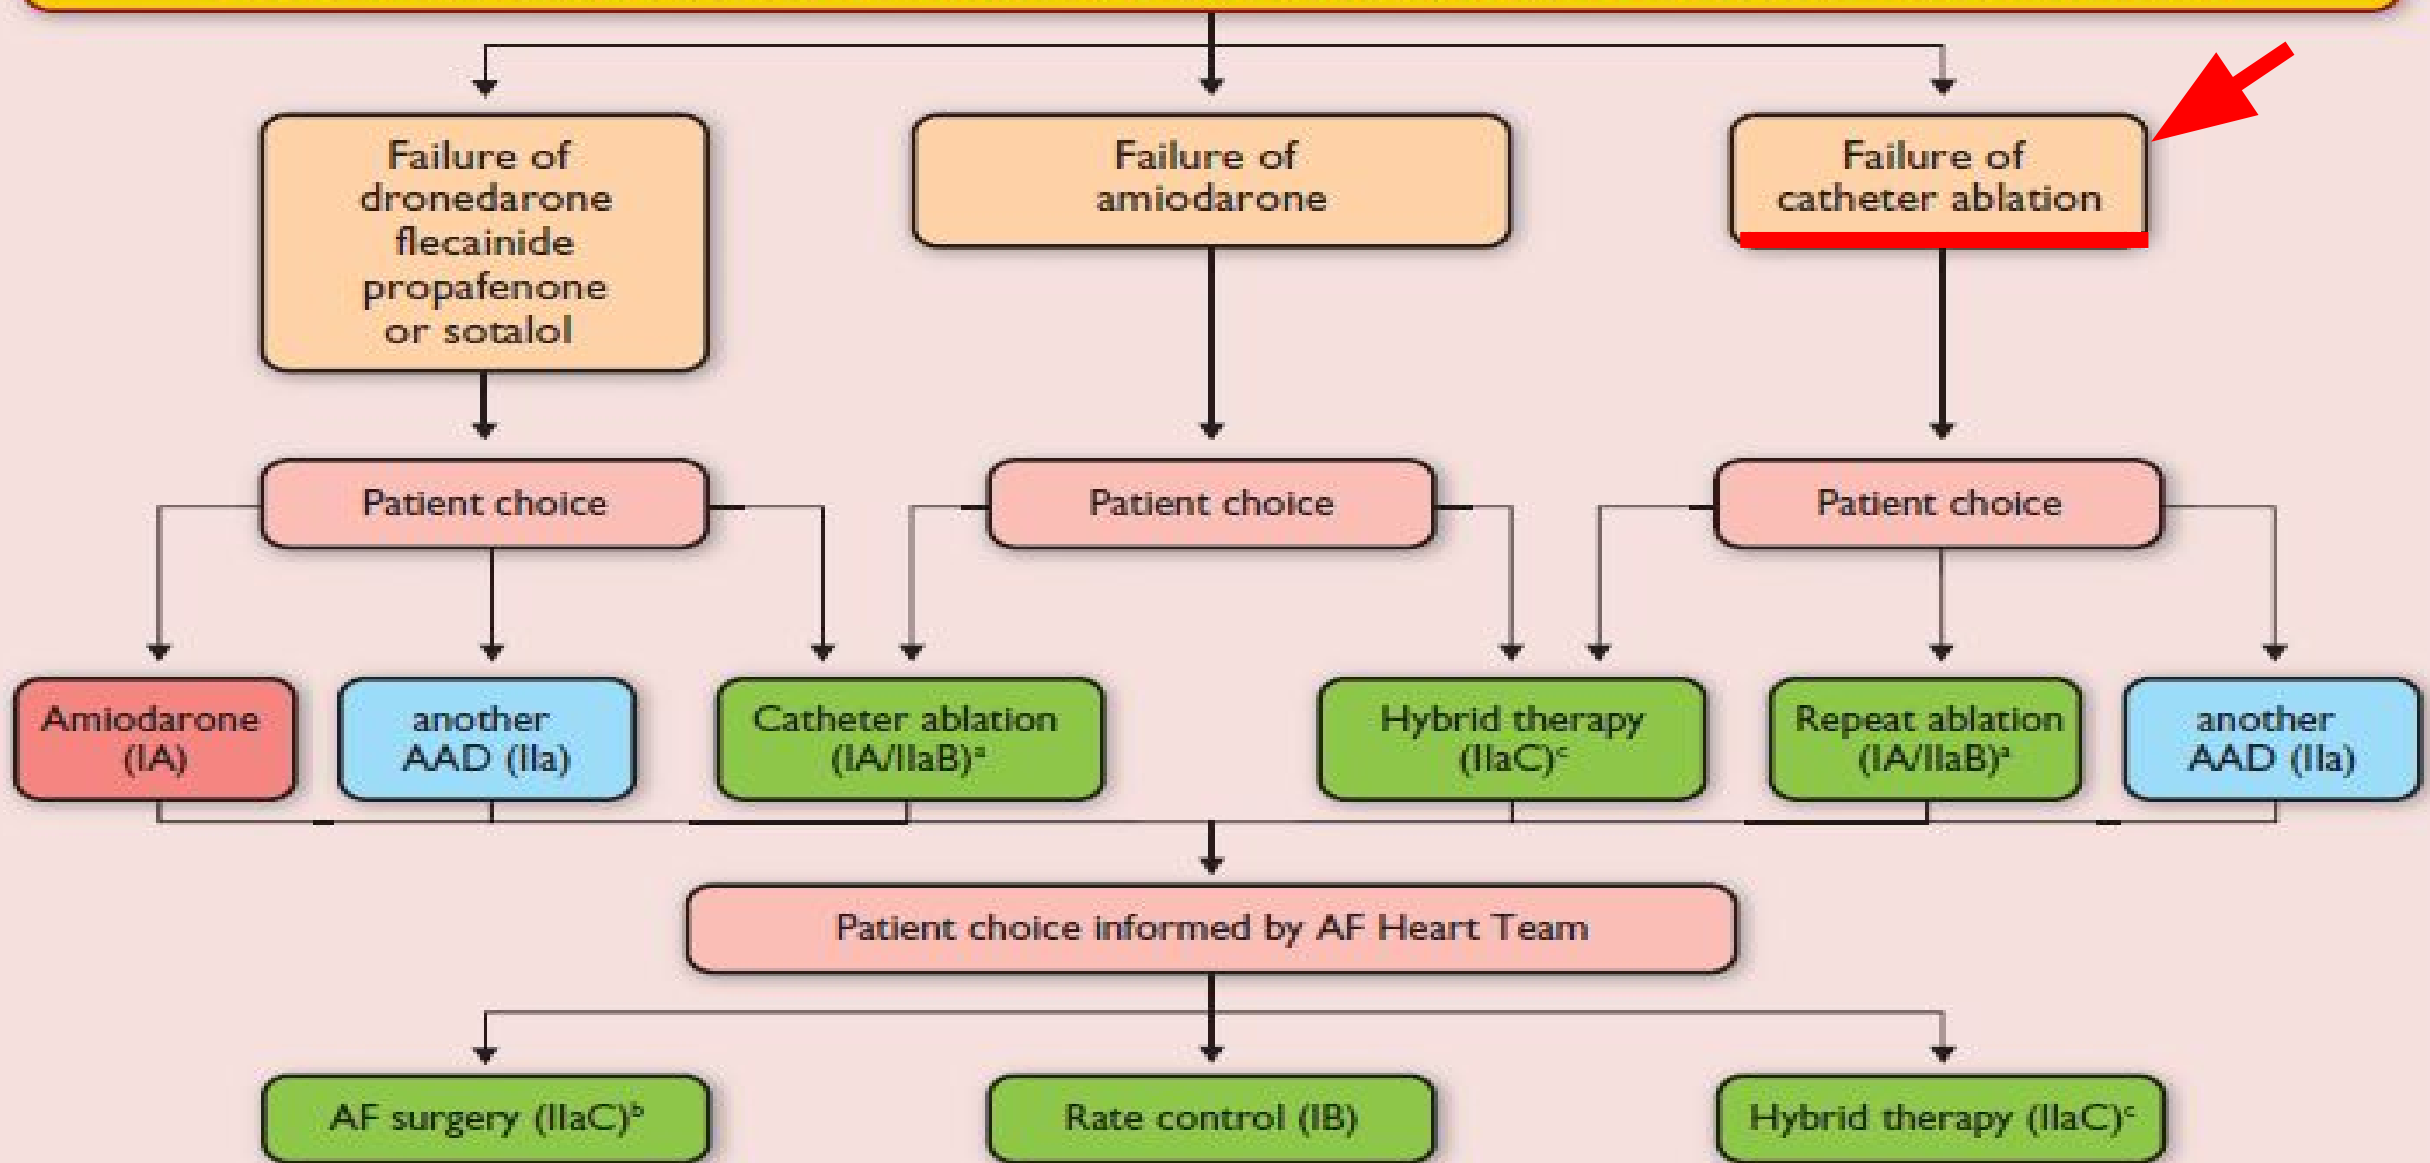 Failure of
dronedarone
flecainide
propafenone
or sotalol
Failure of
amiodarone
Failure of
catheter ablation
Patient choice
Patient choice
Patient choice
Amiodarone
(IA)
another
AAD (IIa)
Catheter ablation
(IA/IIaB)ᵃ
Hybrid therapy
(IIaC)ᶜ
Repeat ablation
(IA/IIaB)ᵃ
another
AAD (IIa)
Patient choice informed by AF Heart Team
AF surgery (IIaC)ᵇ
Rate control (IB)
Hybrid therapy (IIaC)ᶜ